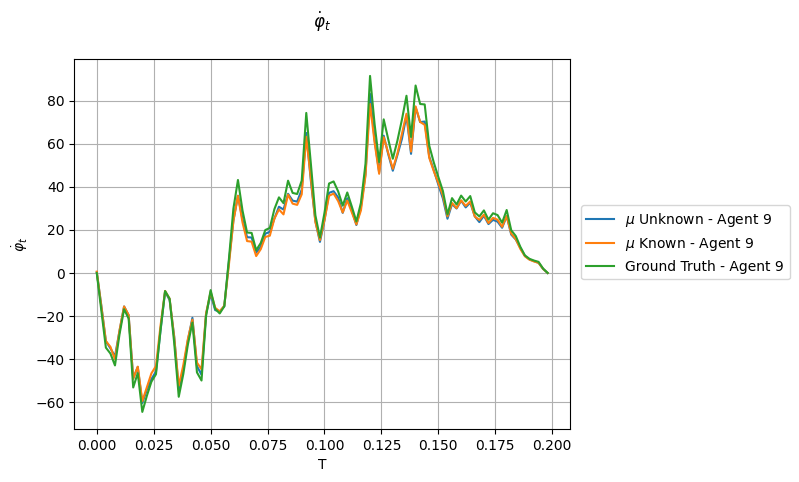 φ̇ₜ
φ̇ₜ
80
60
40
20
0
−20
−40
−60
0.000 0.025 0.050 0.075 0.100 0.125 0.150 0.175 0.200
T
μ Unknown - Agent 9
μ Known - Agent 9
Ground Truth - Agent 9